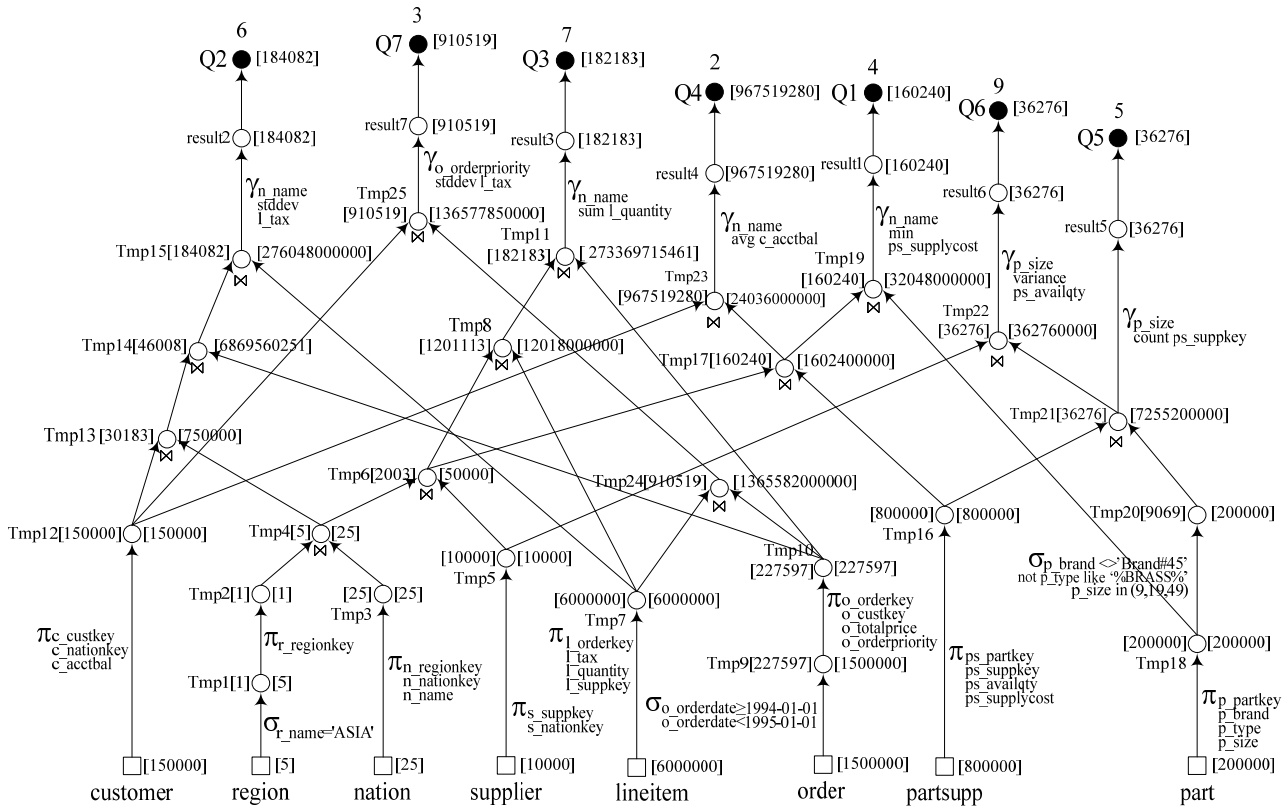 6
3
7
2
4
9
5
Q2 [184082]
Q7 [910519]
Q3 [182183]
Q4 [967519280]
Q1 [160240]
Q6 [36276]
Q5 [36276]
result2 [184082]
result7 [910519]
result3 [182183]
result4 [967519280]
result1 [160240]
result6 [36276]
result5 [36276]
γn_name
stddev
l_tax
γo_orderpriority
stddev l_tax
γn_name
sum l_quantity
γn_name
avg c_acctbal
γn_name
min
ps_supplycost
γp_size
variance
ps_availqty
γp_size
count ps_suppkey
Tmp25
[910519] [136577850000]
⋈
Tmp15[184082] [276048000000]
⋈
Tmp11
[182183] [273369715461]
⋈
Tmp23
[967519280] [24036000000]
⋈
Tmp19
[160240] [32048000000]
⋈
Tmp22
[36276] [362760000]
⋈
Tmp14[46008] [6869560251]
⋈
Tmp8
[1201113] [12018000000]
⋈
Tmp17[160240] [1602400000]
⋈
Tmp21[36276] [7255200000]
⋈
Tmp13[30183] [750000]
⋈
Tmp6[2003] [50000]
⋈
Tmp24[910519] [1365582000000]
⋈
Tmp12[150000] [150000]
Tmp4[5] [25]
⋈
[10000] [10000]
Tmp5
Tmp10
[227597] [227597]
[800000] [800000]
Tmp16
Tmp20[9069] [200000]
σp_brand <>'Brand#45'
not p_type like '%BRASS%'
p_size in (9,19,49)
Tmp2[1] [1]
[25] [25]
Tmp3
[6000000] [6000000]
Tmp7
πc_custkey
c_nationkey
c_acctbal
πr_regionkey
πn_regionkey
n_nationkey
n_name
πs_suppkey
s_nationkey
πl_orderkey
l_tax
l_quantity
l_suppkey
πo_orderkey
o_custkey
o_totalprice
o_orderpriority
πps_partkey
ps_suppkey
ps_availqty
ps_supplycost
[200000] [200000]
Tmp18
Tmp1[1] [5]
Tmp9[227597] [1500000]
σr_name='ASIA'
σo_orderdate≥1994-01-01
o_orderdate<1995-01-01
πp_partkey
p_brand
p_type
p_size
[150000] [5] [25] [10000] [6000000] [1500000] [800000] [200000]
customer region nation supplier lineitem order partsupp part